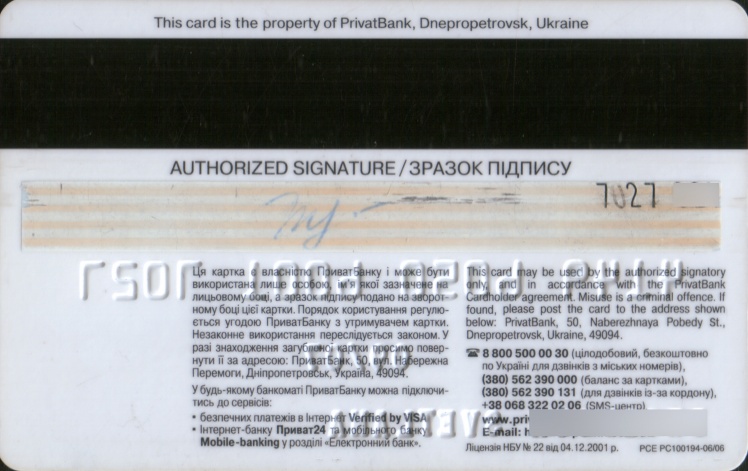 This card is the property of PrivatBank, Dnepropetrovsk, Ukraine
AUTHORIZED SIGNATURE / ЗРАЗОК ПІДПИСУ
7027
Ця картка є власністю ПриватБанку і може бути
використана лише особою, ім'я якої зазначене на
лицьовому боці, а зразок підпису подано на зворот-
ному боці цієї картки. Порядок користування регулю-
ється угодою ПриватБанку з утримувачем картки.
Незаконне використання переслідується законом. У
разі знаходження загубленої картки просимо повер-
нути її за адресою: ПриватБанк, 50, вул. Набережна
Перемоги, Дніпропетровськ, Україна, 49094.
У будь-якому банкоматі ПриватБанку можна підключи-
тись до сервісів:
• безпечних платежів в Інтернет Verified by VISA
• Інтернет-банку Приват24 та мобільного банку
Mobile-banking у розділі «Електронний банк».
This card may be used by the authorized signatory
only, and in accordance with the PrivatBank
Cardholder agreement. Misuse is a criminal offence. If
found, please post the card to the address shown
below: PrivatBank, 50, Naberezhnaya Pobedy St.,
Dnepropetrovsk, Ukraine, 49094.
☎ 8 800 500 00 30 (цілодобовий, безкоштовно
по Україні для дзвінків з міських номерів),
(380) 562 390 000 (баланс за картками),
(380) 562 390 131 (для дзвінків із-за кордону),
+38 068 322 02 06 (SMS-центр)
www.pri
E-mail: h
Ліцензія НБУ № 22 від 04.12.2001 р.
PCE PC100194-06/06